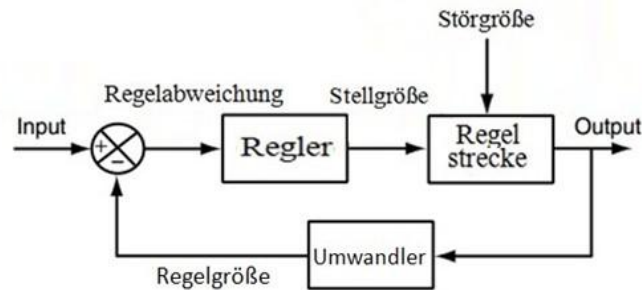 Störgröße
Regelabweichung
Stellgröße
Input
+
−
Regler
Regel
strecke
Output
Umwandler
Regelgröße